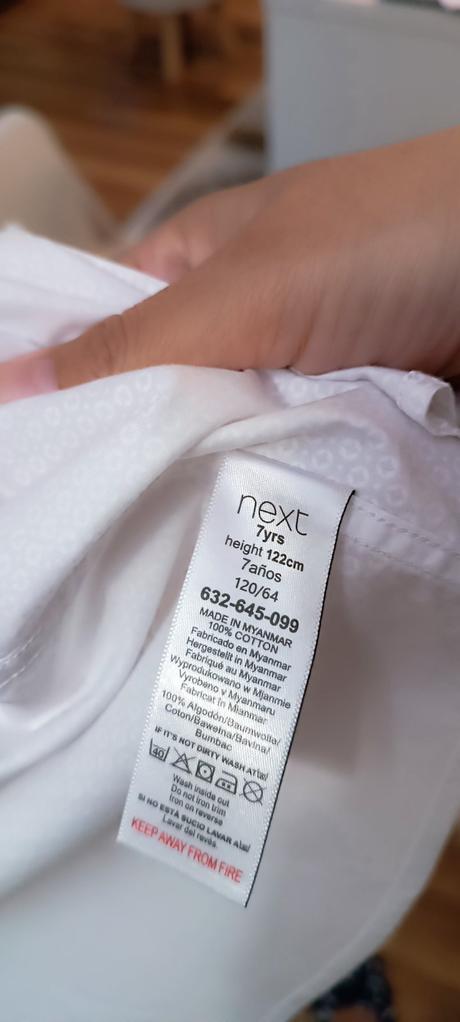 next
7yrs
height 122cm
7años
120/64
632-645-099
MADE IN MYANMAR
100% COTTON
Fabricado en Myanmar
Hergestellt in Myanmar
Fabriqué au Myanmar
Wyprodukowano w Mjanmie
Vyrobeno v Myanmaru
Fabricat în Mianmar
100% Algodón/Baumwolle/
Coton/Bawełna/Bavlna/
Bumbac
IF IT'S NOT DIRTY WASH AT
40
Wash inside out
Do not iron trim
Iron on reverse
SI NO ESTÁ SUCIO LAVAR A
Lavar del revés
KEEP AWAY FROM FIRE